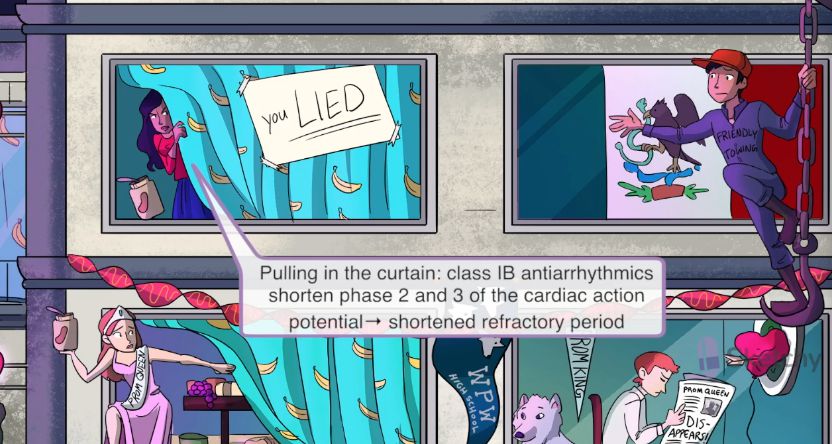 you LIED
FRIENDLY
TOWING
Pulling in the curtain: class IB antiarrhythmics
shorten phase 2 and 3 of the cardiac action
potential→ shortened refractory period
PROM QUEEN
WPW
HIGH SCHOOL
PROM KING
PROM QUEEN
DIS-
APPEARS